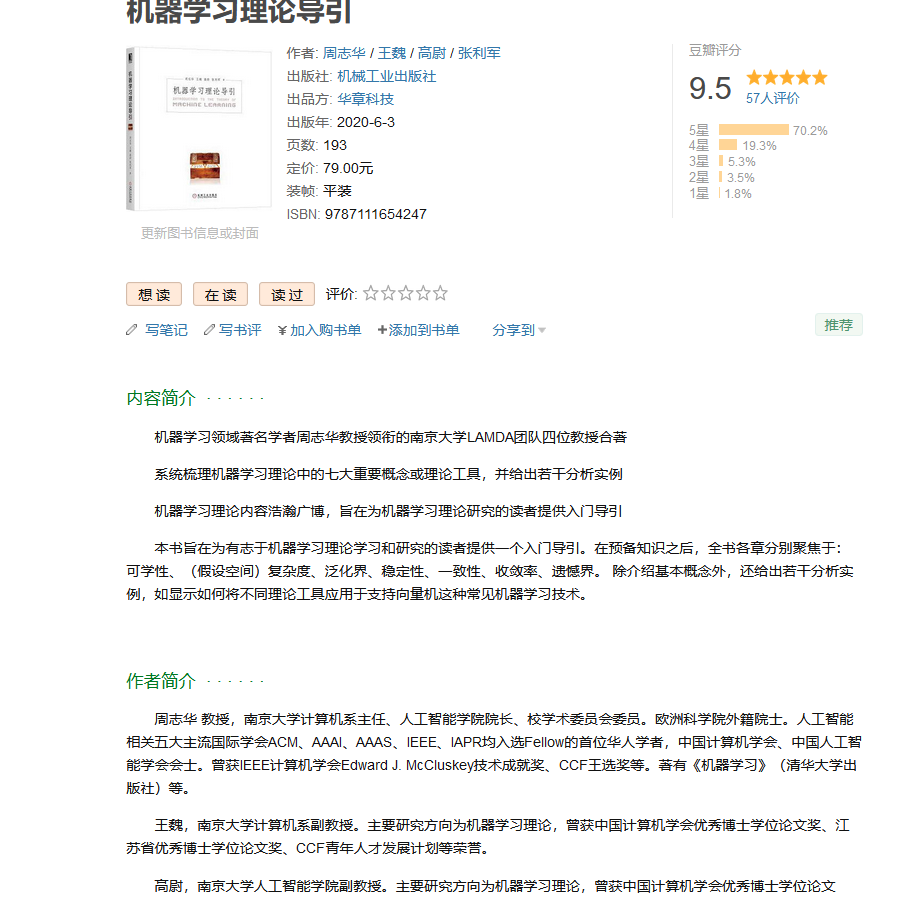 机器学习理论导引
机器学习理论导引
机器学习理论导引
MACHINE LEARNING
作者: 周志华 / 王魏 / 高尉 / 张利军
出版社: 机械工业出版社
出品方: 华章科技
出版年: 2020-6-3
页数: 193
定价: 79.00元
装帧: 平装
ISBN: 9787111654247
更新图书信息或封面
豆瓣评分
9.5
57人评价
5星 70.2%
4星 19.3%
3星 5.3%
2星 3.5%
1星 1.8%
想读 在读 读过 评价:
写笔记 写书评 ¥加入购书单 +添加到书单 分享到
推荐
内容简介 · · · · · ·
机器学习领域著名学者周志华教授领衔的南京大学LAMDA团队四位教授合著
系统梳理机器学习理论中的七大重要概念或理论工具，并给出若干分析实例
机器学习理论内容浩瀚广博，旨在为机器学习理论研究的读者提供入门导引
本书旨在为有志于机器学习理论学习和研究的读者提供一个入门导引。在预备知识之后，全书各章分别聚焦于：
可学性、（假设空间）复杂度、泛化界、稳定性、一致性、收敛率、遗憾界。 除介绍基本概念外，还给出若干分析实
例，如显示如何将不同理论工具应用于支持向量机这种常见机器学习技术。
作者简介 · · · · · ·
周志华 教授，南京大学计算机系主任、人工智能学院院长、校学术委员会委员。欧洲科学院外籍院士。人工智能
相关五大主流国际学会ACM、AAAI、AAAS、IEEE、IAPR均入选Fellow的首位华人学者，中国计算机学会、中国人工智
能学会会士。曾获IEEE计算机学会Edward J. McCluskey技术成就奖、CCF王选奖等。著有《机器学习》（清华大学出
版社）等。
王魏，南京大学计算机系副教授。主要研究方向为机器学习理论，曾获中国计算机学会优秀博士学位论文奖、江
苏省优秀博士学位论文奖、CCF青年人才发展计划等荣誉。
高尉，南京大学人工智能学院副教授。主要研究方向为机器学习理论，曾获中国计算机学会优秀博士学位论文